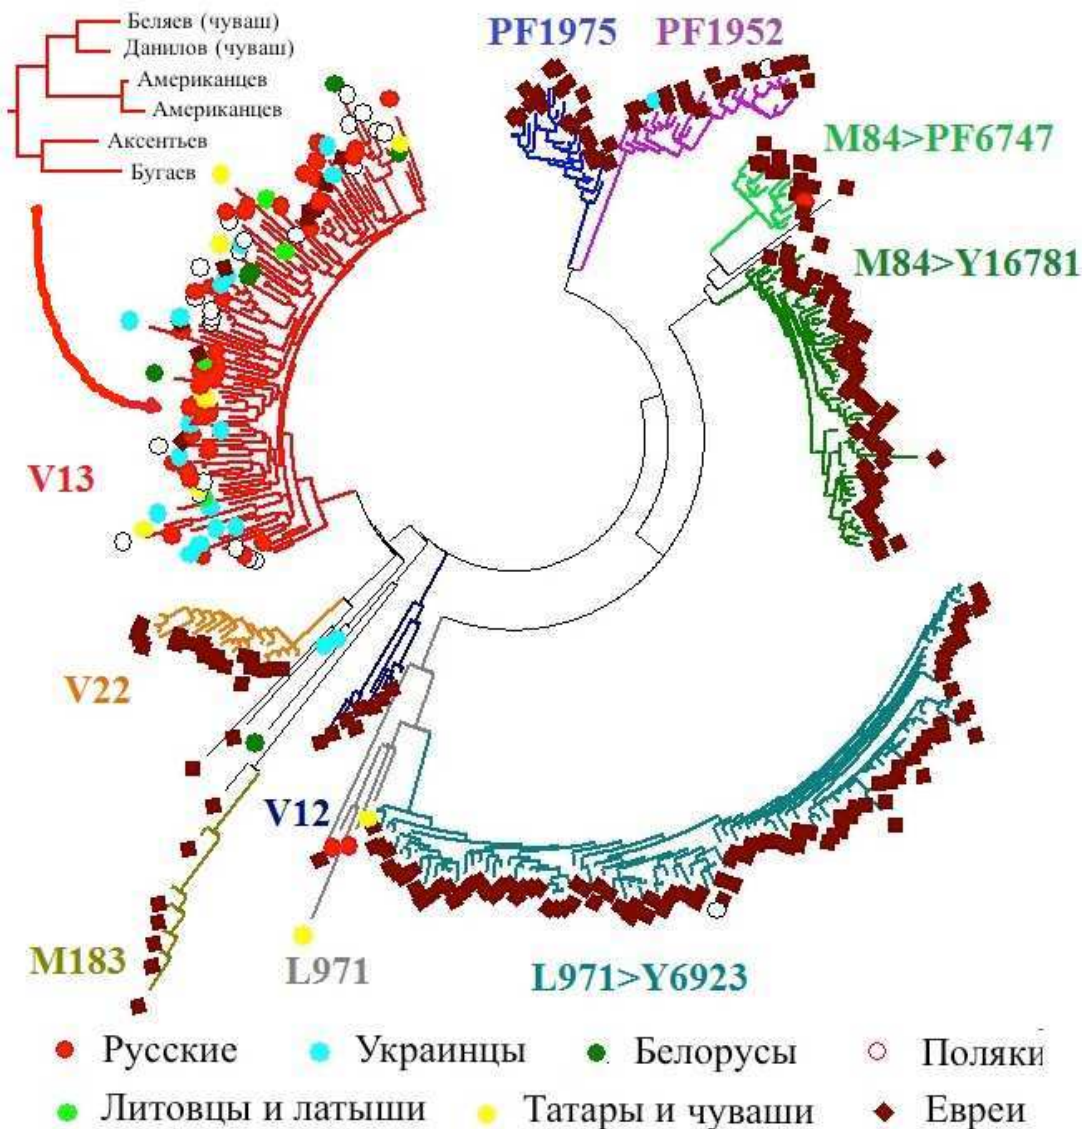 Беляев (чуваш)
Данилов (чуваш)
Американцев
Американцев
Аксентьев
Бугаев
PF1975
PF1952
M84>PF6747
M84>Y16781
V13
V22
V12
M183
L971
L971>Y6923
Русские
Украинцы
Белорусы
Поляки
Литовцы и латыши
Татары и чуваши
Евреи